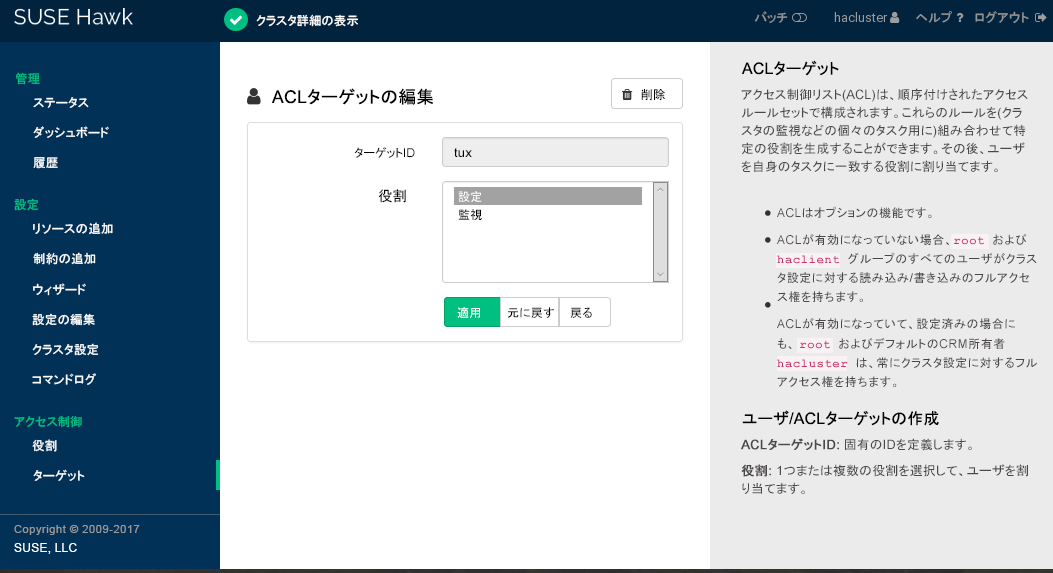 SUSE Hawk
クラスタ詳細の表示
バッチ
hacluster
ヘルプ ?
ログアウト
管理
ステータス
ダッシュボード
履歴
設定
リソースの追加
制約の追加
ウィザード
設定の編集
クラスタ設定
コマンドログ
アクセス制御
役割
ターゲット
Copyright © 2009-2017
SUSE, LLC
ACLターゲットの編集
削除
ターゲットID
tux
役割
設定
監視
適用
元に戻す
戻る
ACLターゲット
アクセス制御リスト(ACL)は、順序付けされたアクセス
ルールセットで構成されます。これらのルールを(クラ
スタの監視などの個々のタスク用に)組み合わせて特
定の役割を生成することができます。その後、ユーザ
を自身のタスクに一致する役割に割り当てます。
● ACLはオプションの機能です。
● ACLが有効になっていない場合、root および
haclient グループのすべてのユーザがクラス
タ設定に対する読み込み/書き込みのフルアクセ
ス権を持ちます。
● ACLが有効になっていて、設定済みの場合に
も、root およびデフォルトのCRM所有者
hacluster は、常にクラスタ設定に対するフル
アクセス権を持ちます。
ユーザ/ACLターゲットの作成
ACLターゲットID: 固有のIDを定義します。
役割: 1つまたは複数の役割を選択して、ユーザを割
り当てます。